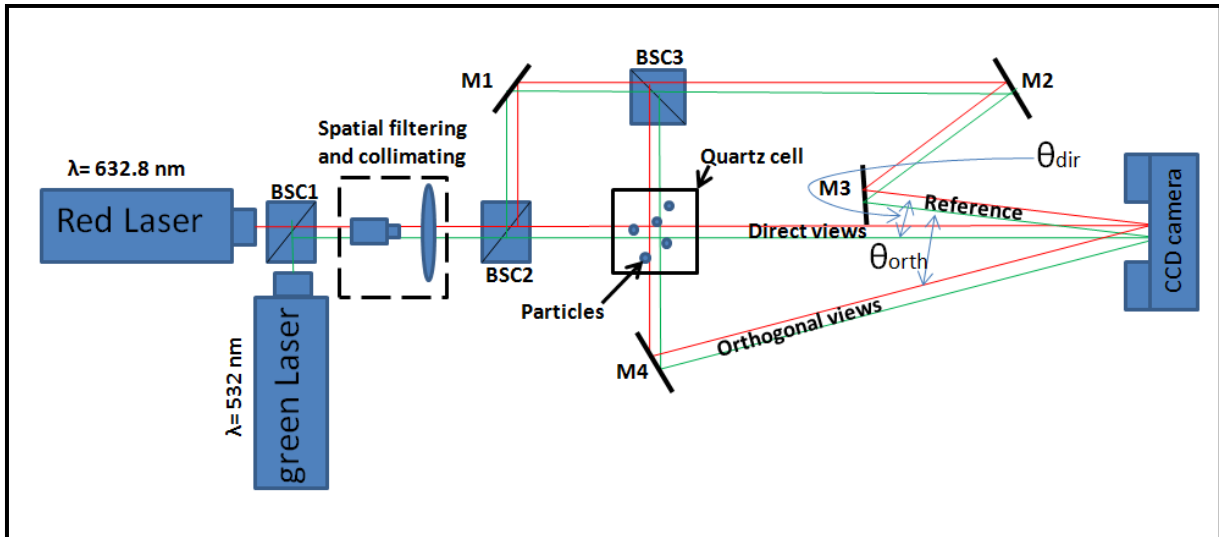 M1
BSC3
M2
Spatial filtering
and collimating
Quartz cell
θdir
λ= 632.8 nm
BSC1
M3
Red Laser
Reference
Direct views
CCD camera
BSC2
θorth
Particles
Orthogonal views
M4
λ= 532 nm
green Laser